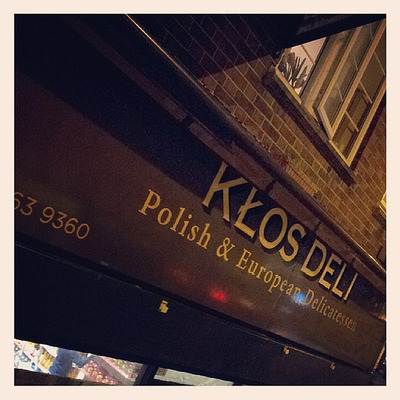 KŁOS DELI
Polish & European Delicatessen
63 9360